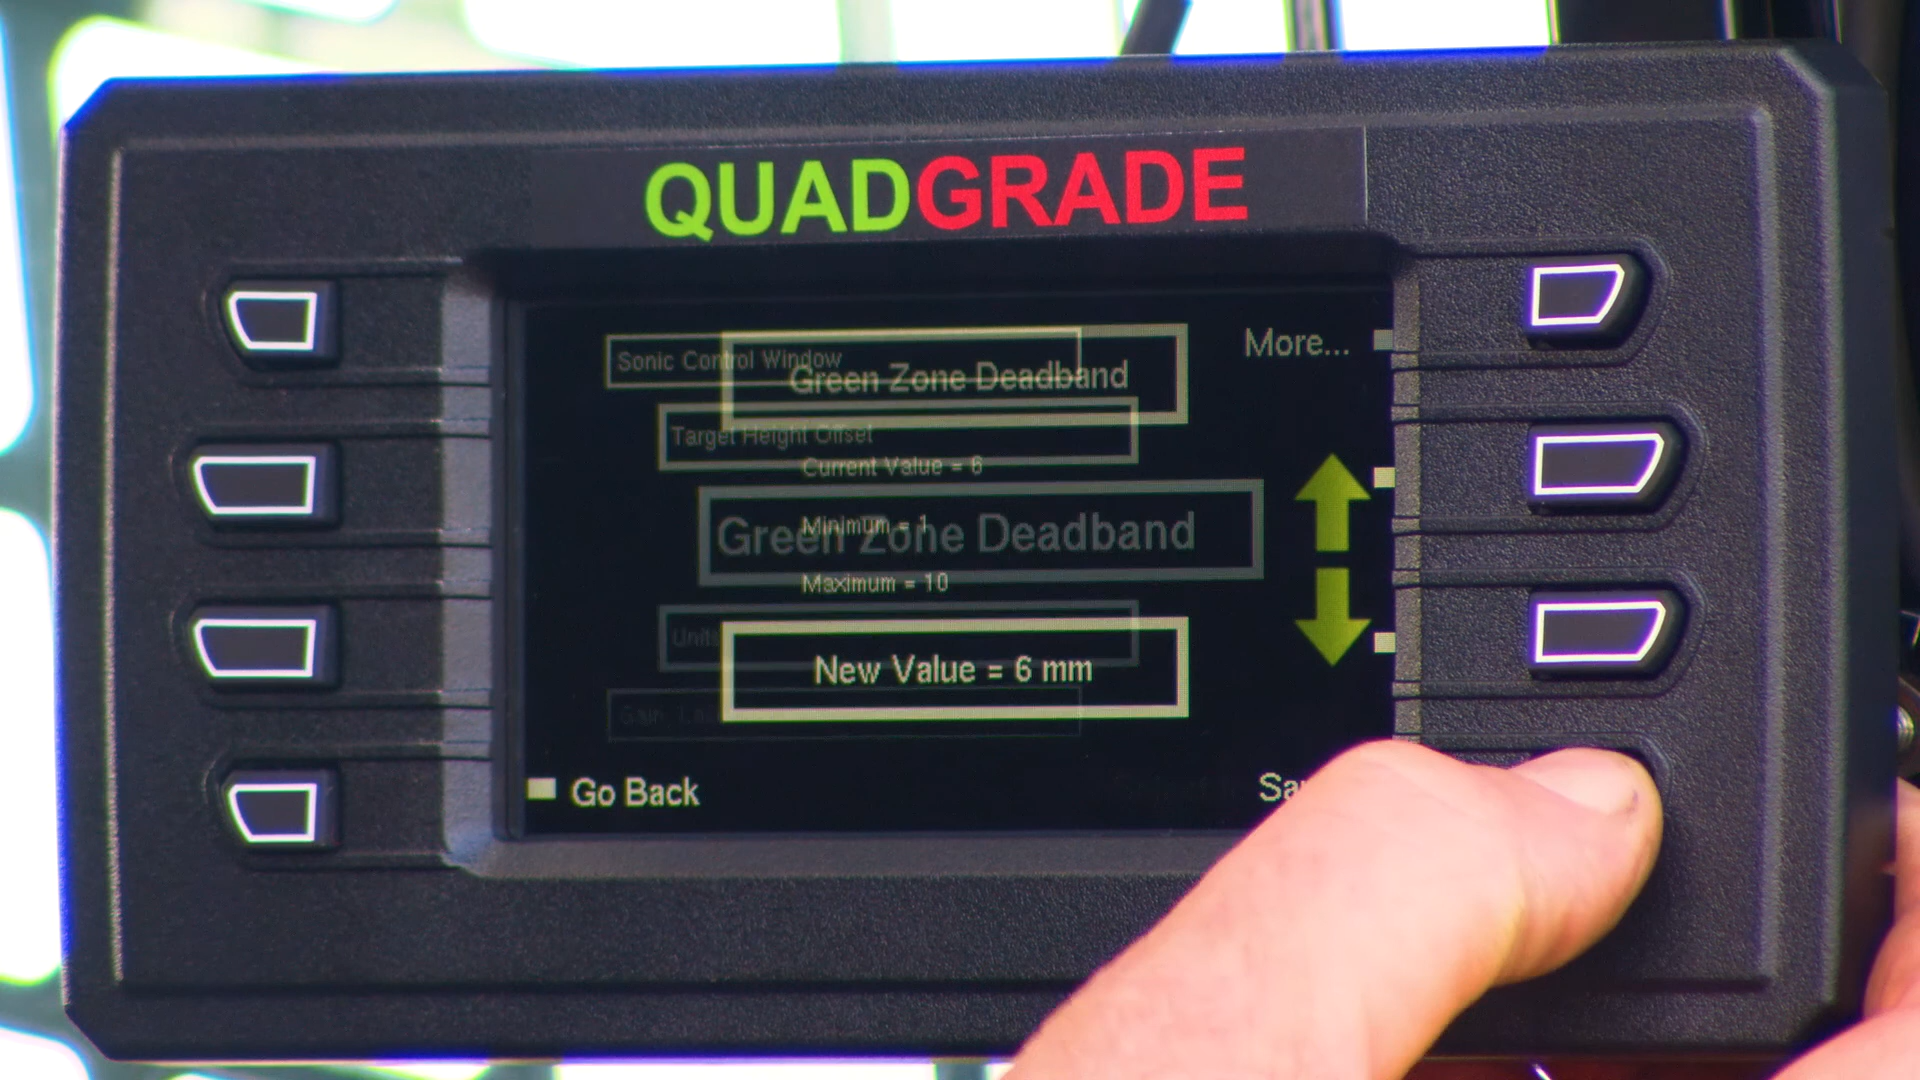 QUADGRADE
Sonic Control Window
Green Zone Deadband
More...
Target Height Offset
Current Value = 6
Minimum = 1
Green Zone Deadband
Maximum = 10
Units
New Value = 6 mm
Gain
Go Back